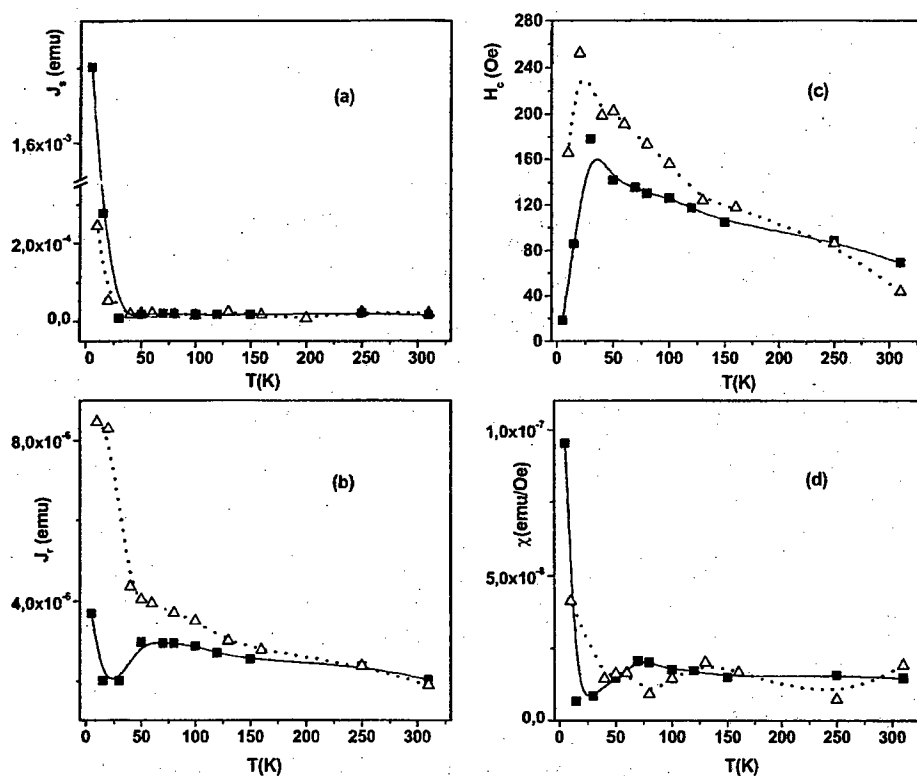 J_s (emu)
1,6x10⁻³
2,0x10⁻⁴
0,0
(a)
0 50 100 150 200 250 300
T(K)
H_c (Oe)
280
240
200
160
120
80
40
0
(c)
0 50 100 150 200 250 300
T(K)
J_r (emu)
8,0x10⁻⁶
4,0x10⁻⁶
(b)
0 50 100 150 200 250 300
T(K)
χ(emu/Oe)
1,0x10⁻⁷
5,0x10⁻⁸
0,0
(d)
0 50 100 150 200 250 300
T(K)